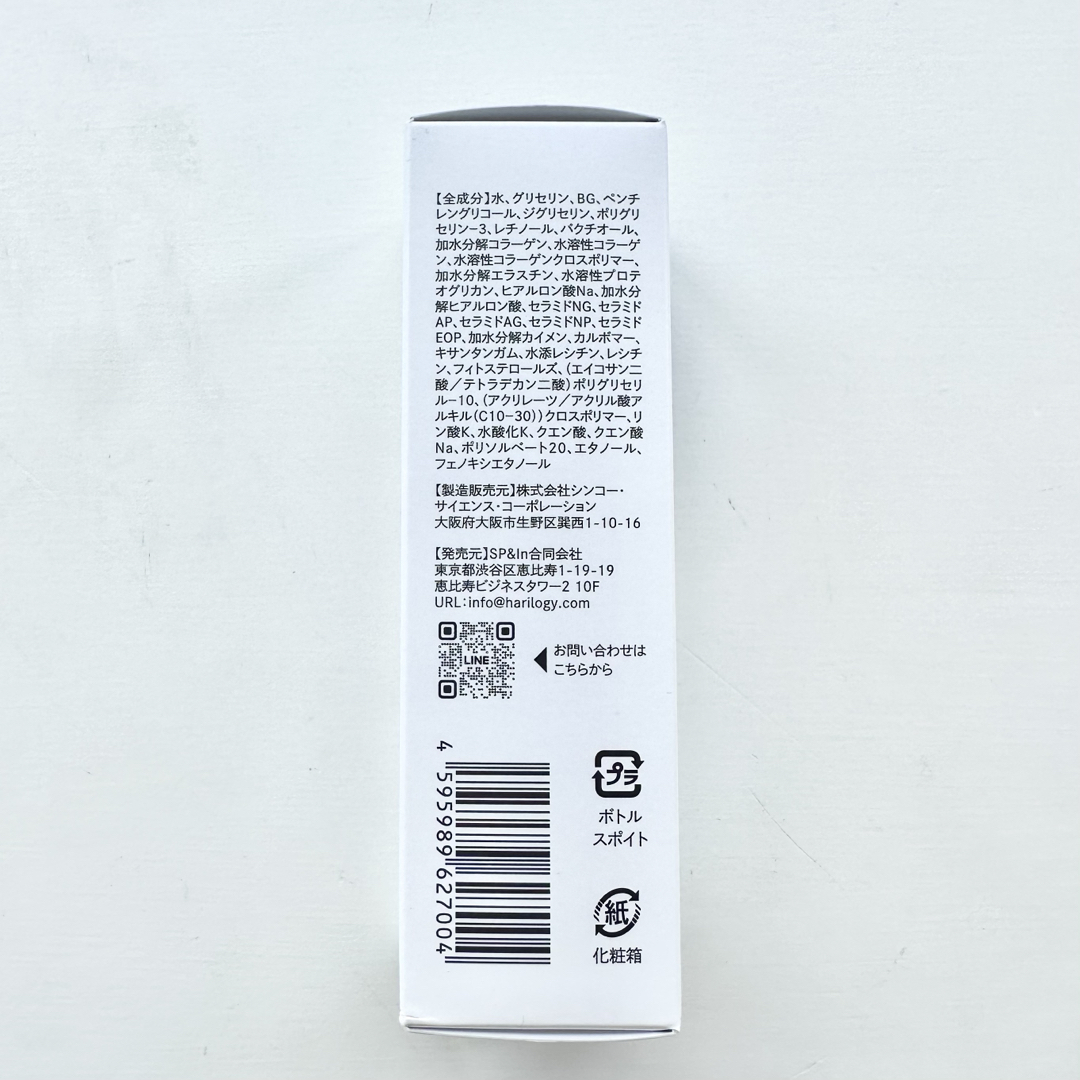 【全成分】水、グリセリン、BG、ペンチ
レングリコール、ジグリセリン、ポリグリ
セリン-3、レチノール、バクチオール、
加水分解コラーゲン、水溶性コラーゲ
ン、水溶性コラーゲンクロスポリマー、
加水分解エラスチン、水溶性プロテ
オグリカン、ヒアルロン酸Na、加水分
解ヒアルロン酸、セラミドNG、セラミド
AP、セラミドAG、セラミドNP、セラミド
EOP、加水分解カイメン、カルボマー、
キサンタンガム、水添レシチン、レシチ
ン、フィトステロールズ、(エイコサン二
酸／テトラデカン二酸)ポリグリセリ
ル-10、(アクリレーツ／アクリル酸ア
ルキル(C10-30))クロスポリマー、リ
ン酸K、水酸化K、クエン酸、クエン酸
Na、ポリソルベート20、エタノール、
フェノキシエタノール
【製造販売元】株式会社シンコー・
サイエンス・コーポレーション
大阪府大阪市生野区巽西1-10-16
【発売元】SP&In合同会社
東京都渋谷区恵比寿1-19-19
恵比寿ビジネスタワー2 10F
URL:info@harilogy.com
LINE
お問い合わせは
こちらから
4 595989 627004
プラ
ボトル
スポイト
紙
化粧箱